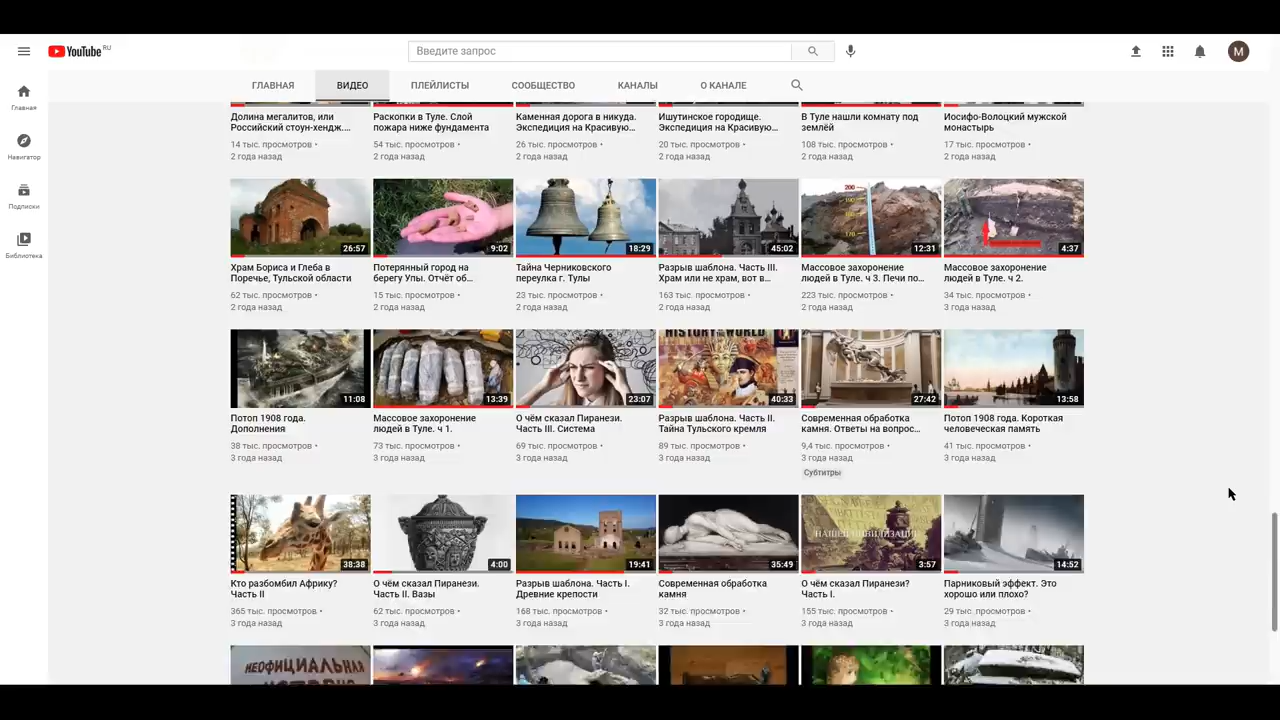 YouTube RU
Введите запрос
M
ГЛАВНАЯ ВИДЕО ПЛЕЙЛИСТЫ СООБЩЕСТВО КАНАЛЫ О КАНАЛЕ
Главная
Навигатор
Подписки
Библиотека
Долина мегалитов, или
Российский стоун-хендж....
14 тыс. просмотров •
2 года назад
Раскопки в Туле. Слой
пожара ниже фундамента
54 тыс. просмотров •
2 года назад
Каменная дорога в никуда.
Экспедиция на Красивую...
26 тыс. просмотров •
2 года назад
Ишутинское городище.
Экспедиция на Красивую...
20 тыс. просмотров •
2 года назад
В Туле нашли комнату под
землёй
108 тыс. просмотров •
2 года назад
Иосифо-Волоцкий мужской
монастырь
17 тыс. просмотров •
2 года назад
26:57
Храм Бориса и Глеба в
Поречье, Тульской области
62 тыс. просмотров •
2 года назад
9:02
Потерянный город на
берегу Упы. Отчёт об...
15 тыс. просмотров •
2 года назад
18:29
Тайна Черниковского
переулка г. Тулы
23 тыс. просмотров •
2 года назад
45:02
Разрыв шаблона. Часть III.
Храм или не храм, вот в...
163 тыс. просмотров •
2 года назад
200
170
12:31
Массовое захоронение
людей в Туле. ч 3. Печи по...
223 тыс. просмотров •
2 года назад
4:37
Массовое захоронение
людей в Туле. ч 2.
34 тыс. просмотров •
3 года назад
11:08
Потоп 1908 года.
Дополнения
38 тыс. просмотров •
3 года назад
13:39
Массовое захоронение
людей в Туле. ч 1.
73 тыс. просмотров •
3 года назад
23:07
О чём сказал Пиранези.
Часть III. Система
69 тыс. просмотров •
3 года назад
HISTORY WORLD
40:33
Разрыв шаблона. Часть II.
Тайна Тульского кремля
89 тыс. просмотров •
3 года назад
27:42
Современная обработка
камня. Ответы на вопрос...
9,4 тыс. просмотров •
3 года назад
Субтитры
13:58
Потоп 1908 года. Короткая
человеческая память
41 тыс. просмотров •
3 года назад
38:38
Кто разбомбил Африку?
Часть II
365 тыс. просмотров •
3 года назад
4:00
О чём сказал Пиранези.
Часть II. Вазы
62 тыс. просмотров •
3 года назад
19:41
Разрыв шаблона. Часть I.
Древние крепости
168 тыс. просмотров •
3 года назад
35:49
Современная обработка
камня
32 тыс. просмотров •
3 года назад
3:57
О чём сказал Пиранези?
Часть I.
155 тыс. просмотров •
3 года назад
14:52
Парниковый эффект. Это
хорошо или плохо?
29 тыс. просмотров •
3 года назад
НЕОФИЦИАЛЬНАЯ